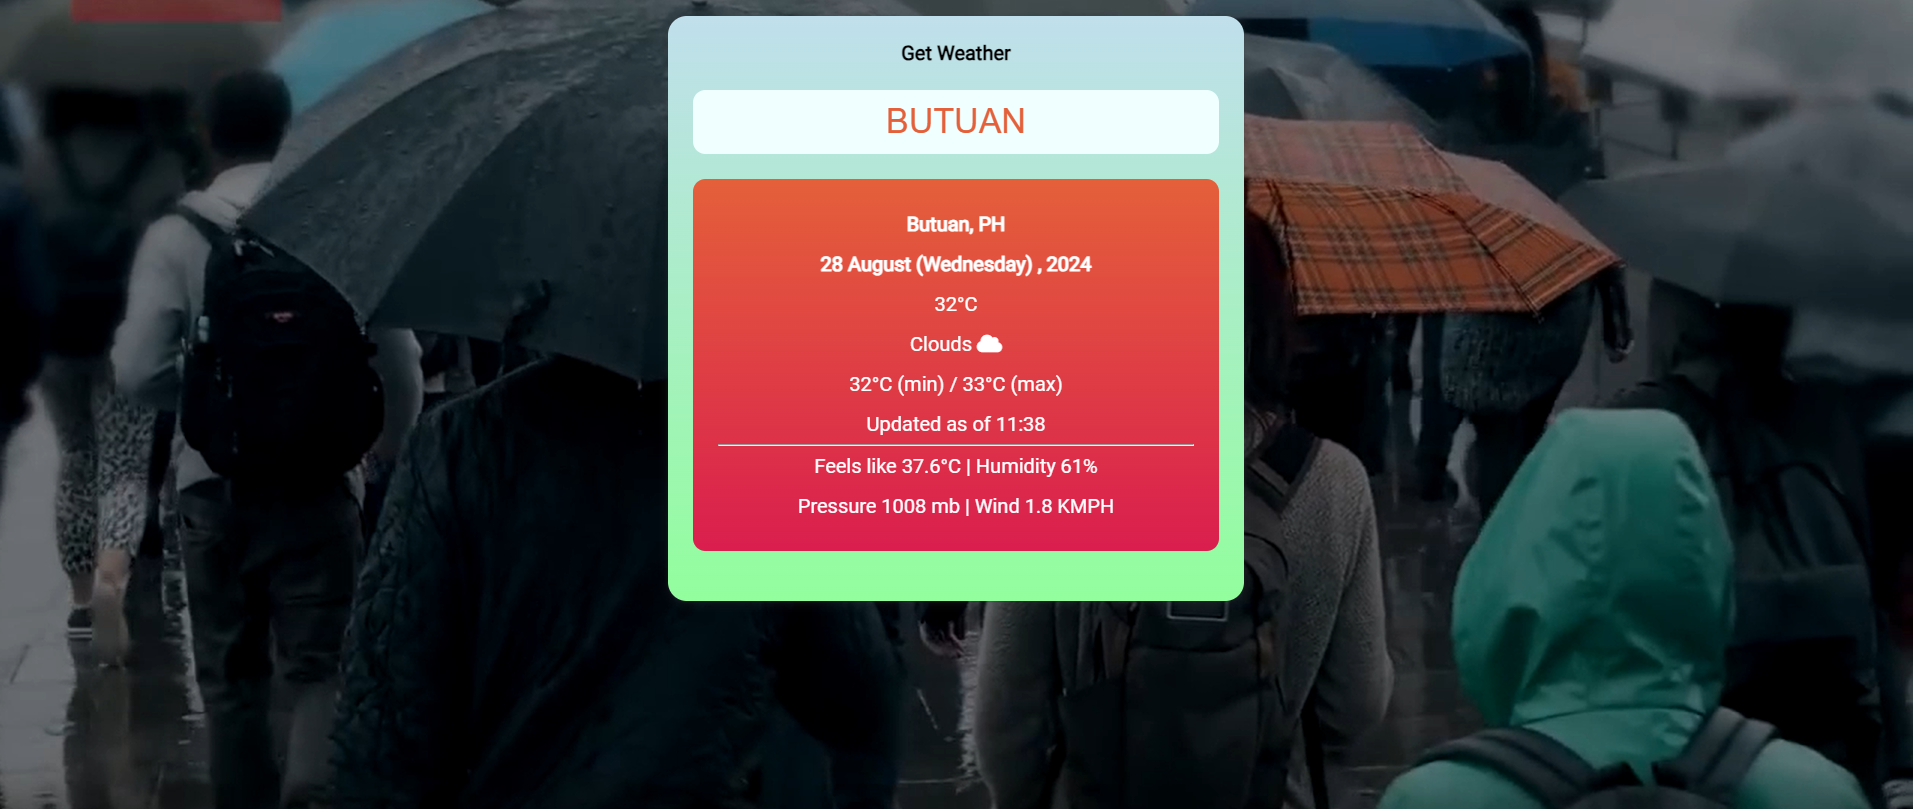 Get Weather
BUTUAN
Butuan, PH
28 August (Wednesday) , 2024
32°C
Clouds
32°C (min) / 33°C (max)
Updated as of 11:38
Feels like 37.6°C | Humidity 61%
Pressure 1008 mb | Wind 1.8 KMPH